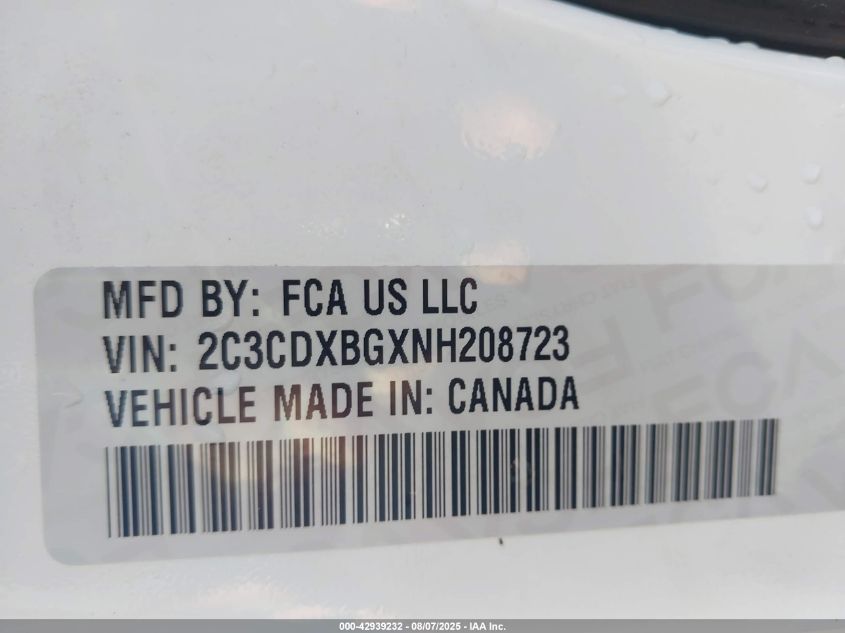 MFD BY: FCA US LLC
VIN: 2C3CDXBGXNH208723
VEHICLE MADE IN: CANADA
000-42939232 - 08/07/2025 - IAA Inc.